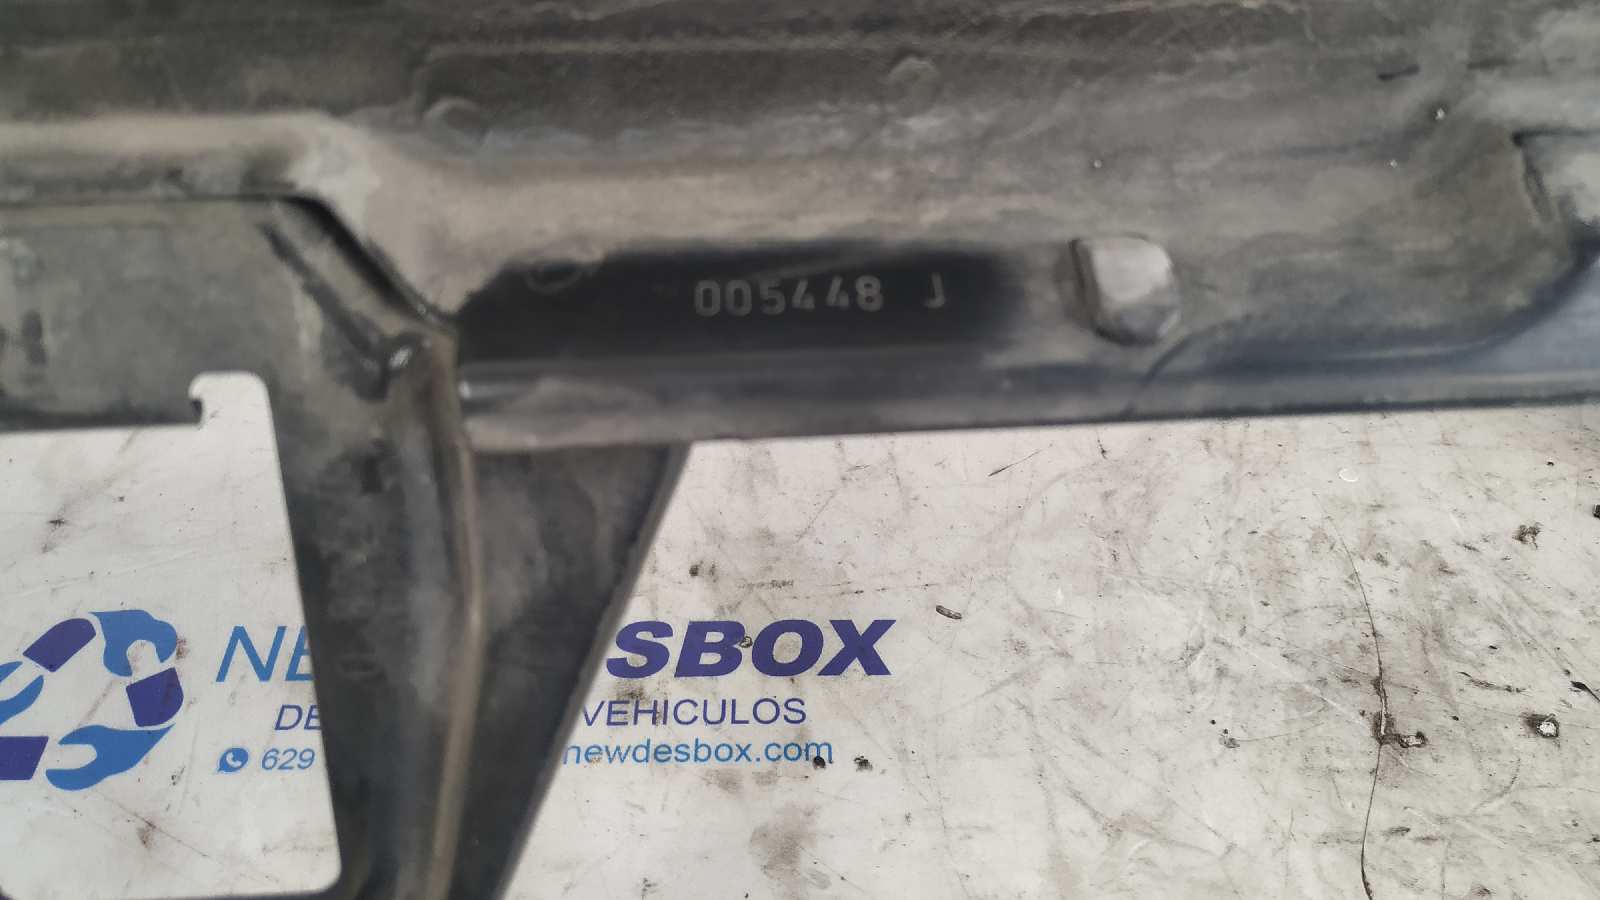 005448 J
NE SBOX
DE VEHICULOS
629 newdesbox.com